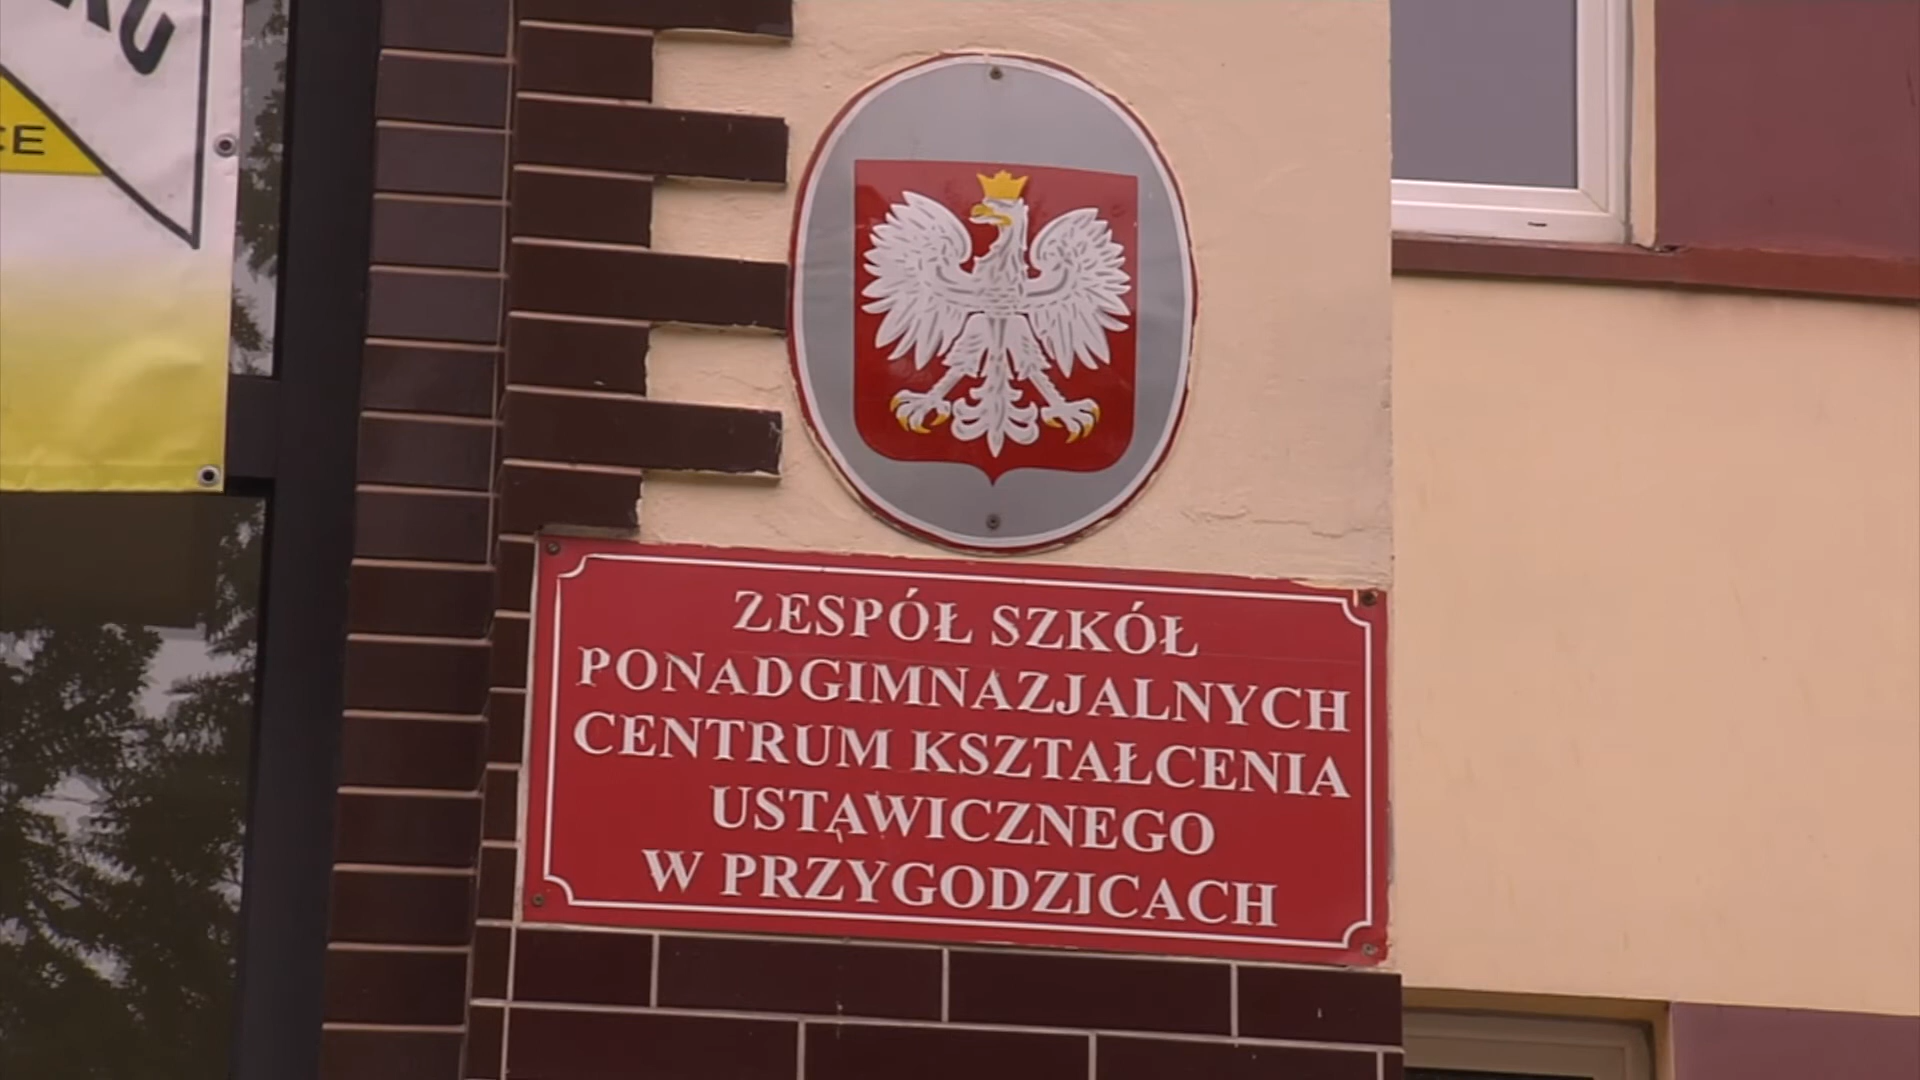 ZESPÓŁ SZKÓŁ
PONADGIMNAZJALNYCH
CENTRUM KSZTAŁCENIA
USTAWICZNEGO
W PRZYGODZICACH